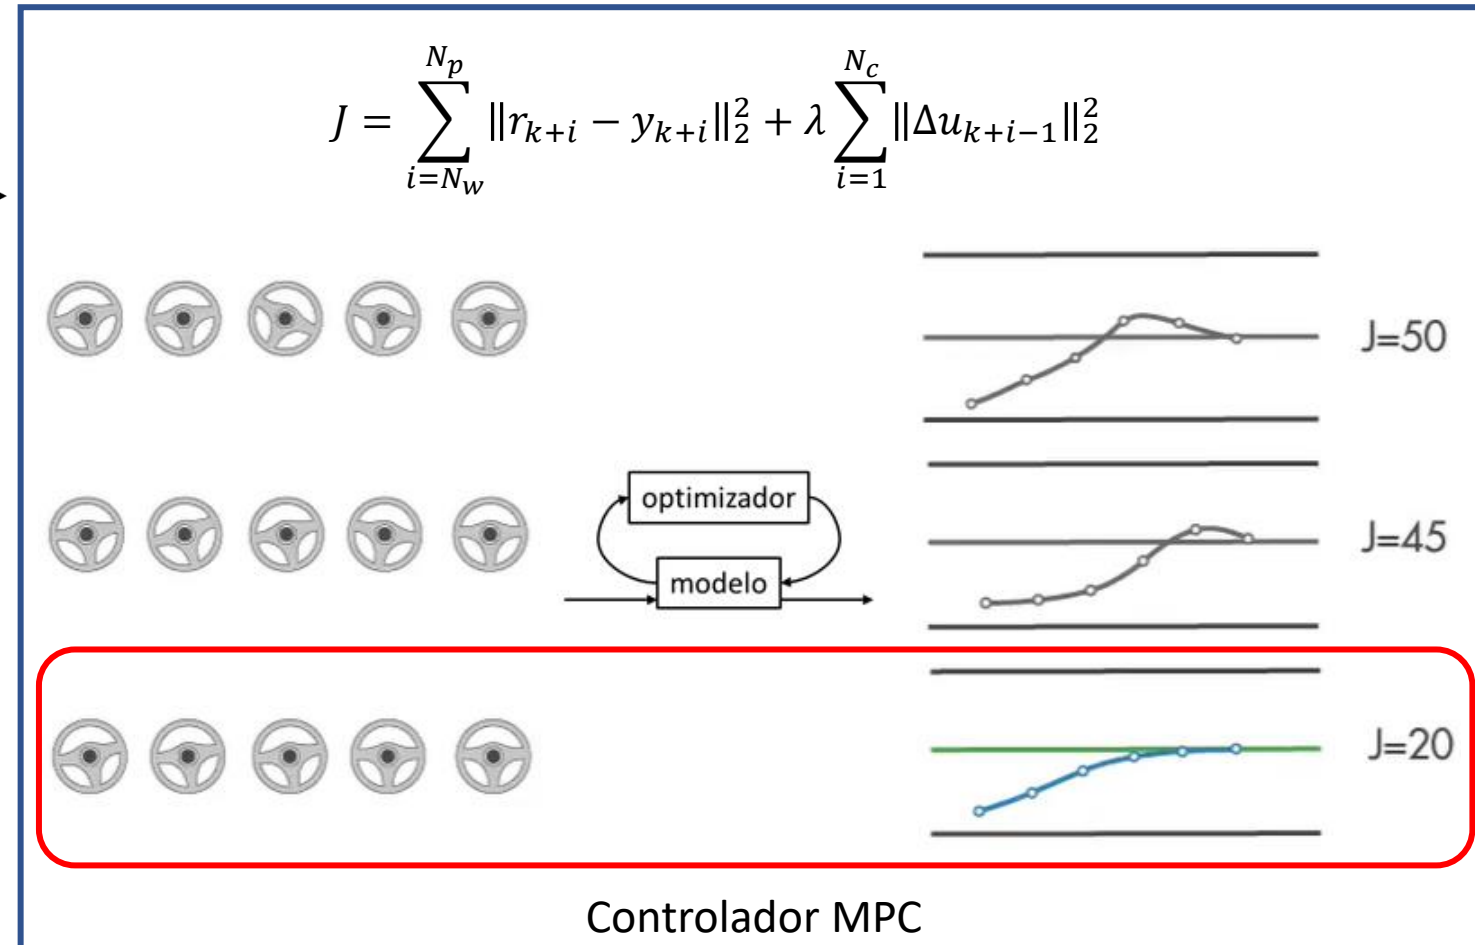 J = \sum_{i=N_w}^{N_p} \|r_{k+i} - y_{k+i}\|_2^2 + \lambda \sum_{i=1}^{N_c} \|\Delta u_{k+i-1}\|_2^2
J=50
optimizador
modelo
J=45
J=20
Controlador MPC